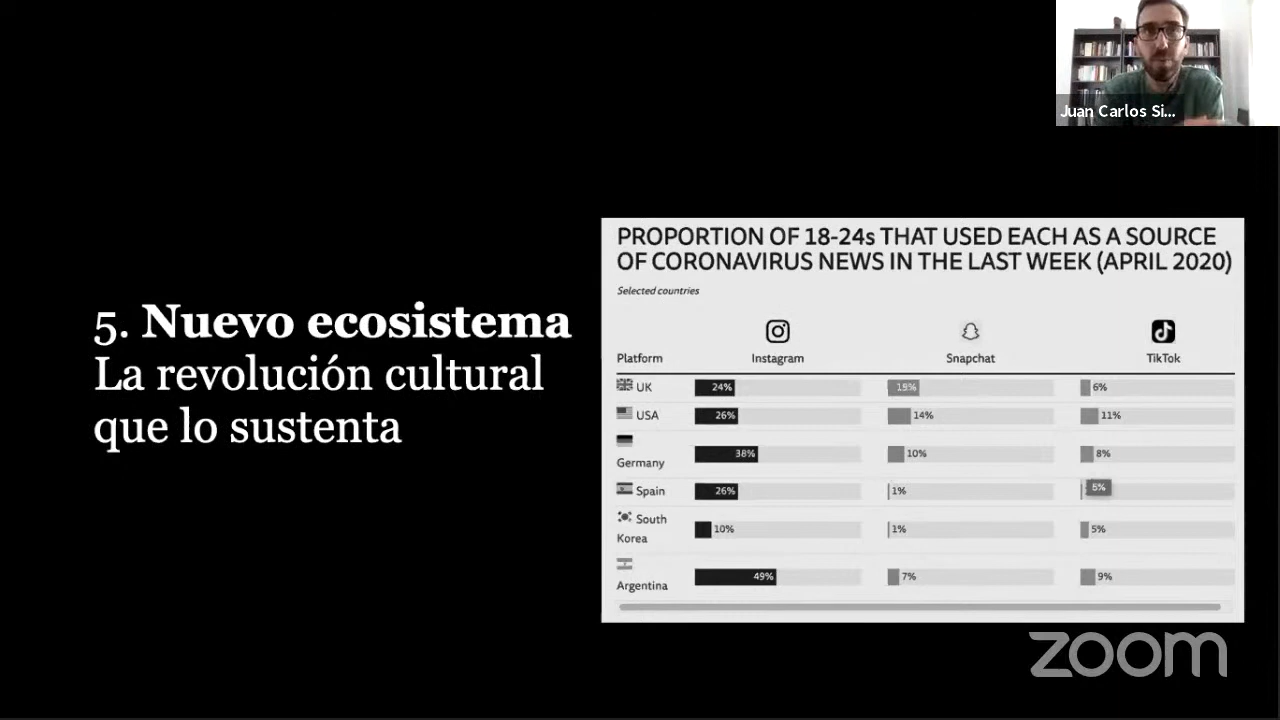 Juan Carlos Si...
5. Nuevo ecosistema
La revolución cultural
que lo sustenta
PROPORTION OF 18-24s THAT USED EACH AS A SOURCE
OF CORONAVIRUS NEWS IN THE LAST WEEK (APRIL 2020)
Selected countries
Platform Instagram Snapchat TikTok
UK 24% 19% 6%
USA 26% 14% 11%
Germany 38% 10% 8%
Spain 26% 1% 5%
South
Korea 10% 1% 5%
Argentina 49% 7% 9%
zoom